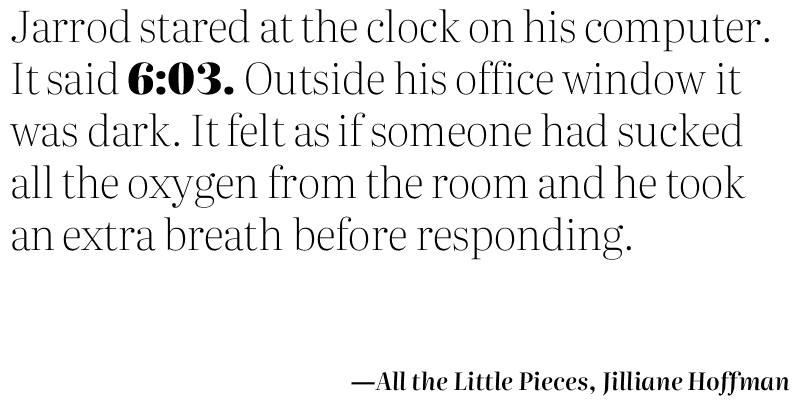 Jarrod stared at the clock on his computer.
It said 6:03. Outside his office window it
was dark. It felt as if someone had sucked
all the oxygen from the room and he took
an extra breath before responding.
—All the Little Pieces, Jilliane Hoffman